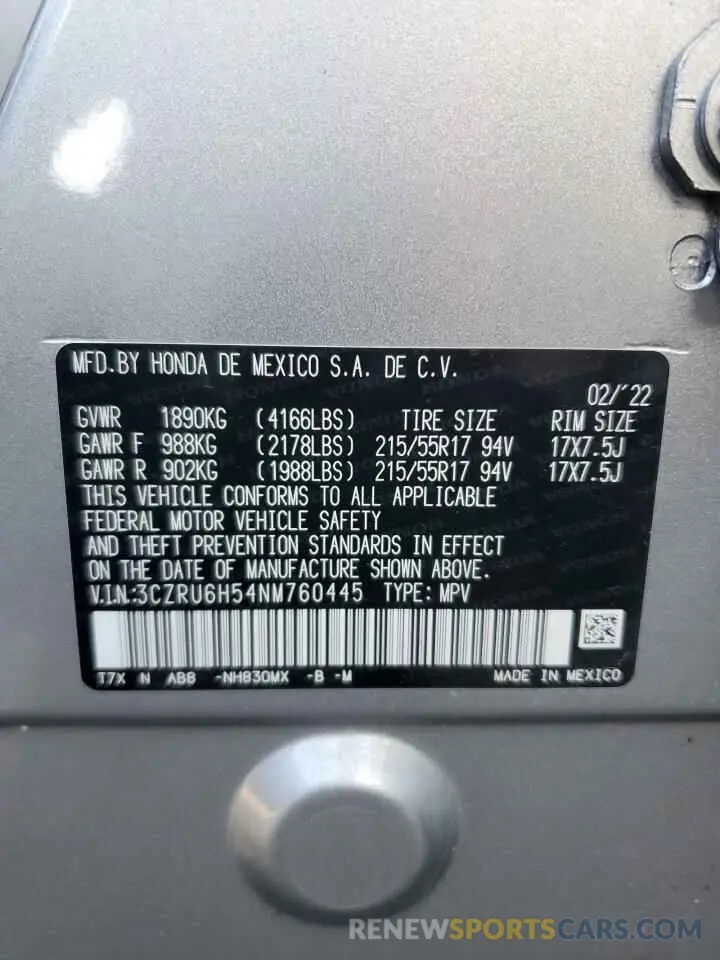 MFD.BY HONDA DE MEXICO S.A. DE C.V.
02/'22
GVWR 1890KG (4166LBS) TIRE SIZE RIM SIZE
GAWR F 988KG (2178LBS) 215/55R17 94V 17X7.5J
GAWR R 902KG (1988LBS) 215/55R17 94V 17X7.5J
THIS VEHICLE CONFORMS TO ALL APPLICABLE
FEDERAL MOTOR VEHICLE SAFETY
AND THEFT PREVENTION STANDARDS IN EFFECT
ON THE DATE OF MANUFACTURE SHOWN ABOVE.
V.I.N.:3CZRU6H54NM760445 TYPE: MPV
T7X N ABB -NH830MX -B -M MADE IN MEXICO
RENEWSPORTSCARS.COM